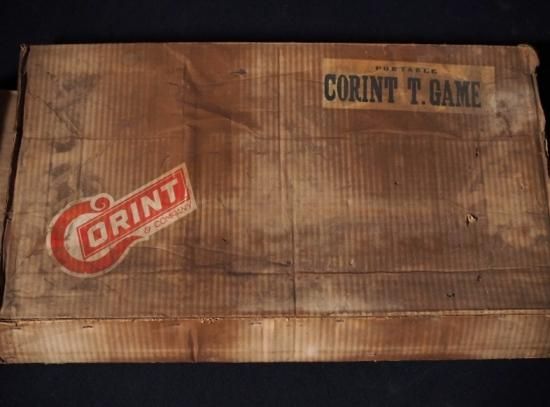 PORTABLE
CORINT T. GAME
CORINT
& COMPANY